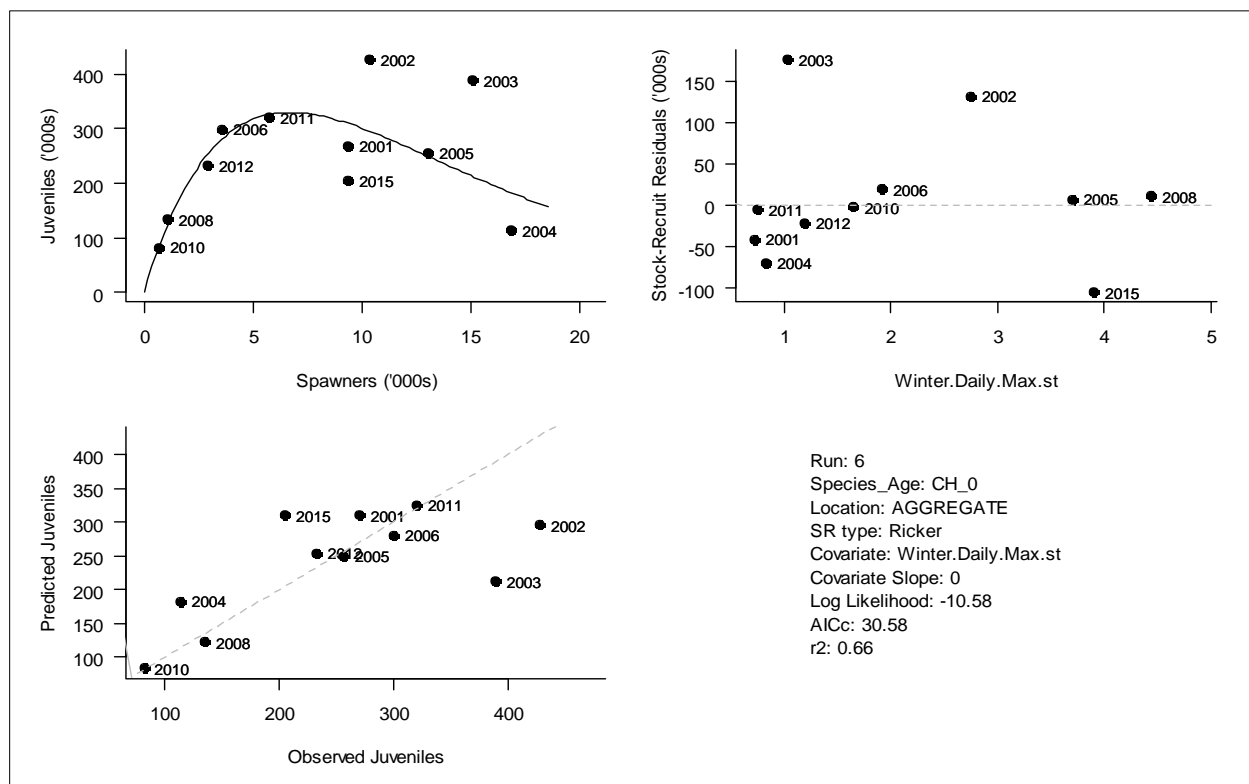 Juveniles ('000s)
400
300
200
100
0
2002
2003
2011
2006
2001
2005
2012
2015
2008
2004
2010
0 5 10 15 20
Spawners ('000s)
Stock-Recruit Residuals ('000s)
150
100
50
0
-50
-100
2003
2002
2006
2008
2005
2010
2011
2012
2001
2004
2015
1 2 3 4 5
Winter.Daily.Max.st
Predicted Juveniles
400
350
300
250
200
150
100
2011
2015
2001
2002
2006
2012
2005
2003
2004
2008
2010
100 200 300 400
Observed Juveniles
Run: 6
Species_Age: CH_0
Location: AGGREGATE
SR type: Ricker
Covariate: Winter.Daily.Max.st
Covariate Slope: 0
Log Likelihood: -10.58
AICc: 30.58
r2: 0.66